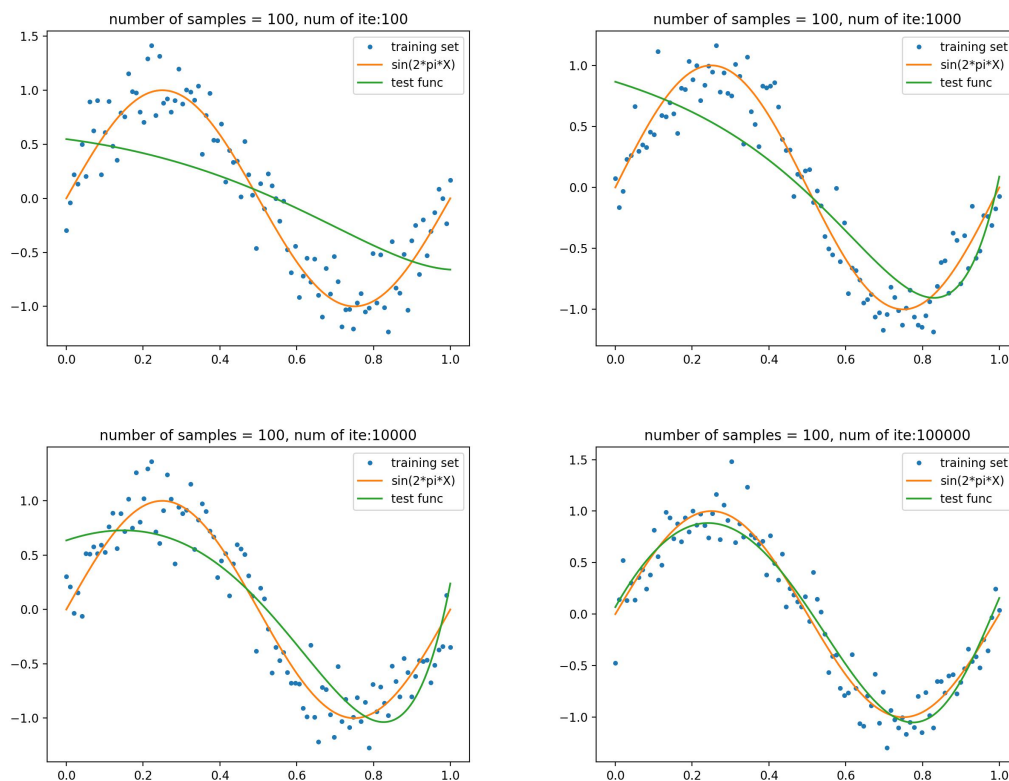 number of samples = 100, num of ite:100
training set
sin(2*pi*X)
test func
1.5
1.0
0.5
0.0
−0.5
−1.0
0.0 0.2 0.4 0.6 0.8 1.0
number of samples = 100, num of ite:1000
training set
sin(2*pi*X)
test func
1.0
0.5
0.0
−0.5
−1.0
0.0 0.2 0.4 0.6 0.8 1.0
number of samples = 100, num of ite:10000
training set
sin(2*pi*X)
test func
1.0
0.5
0.0
−0.5
−1.0
0.0 0.2 0.4 0.6 0.8 1.0
number of samples = 100, num of ite:100000
training set
sin(2*pi*X)
test func
1.5
1.0
0.5
0.0
−0.5
−1.0
0.0 0.2 0.4 0.6 0.8 1.0